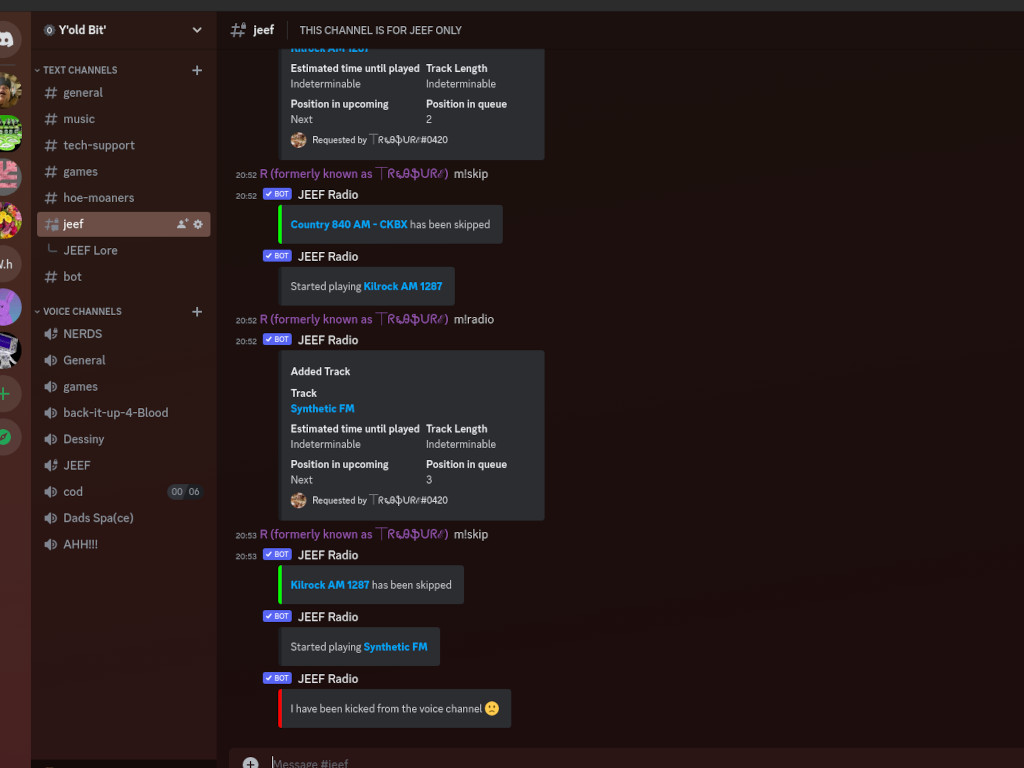 Y'old Bit'
TEXT CHANNELS
general
music
tech-support
games
hoe-moaners
jeef
JEEF Lore
bot
VOICE CHANNELS
NERDS
General
games
back-it-up-4-Blood
Dessiny
JEEF
cod 00 06
Dads Spa(ce)
AHH!!!
jeef THIS CHANNEL IS FOR JEEF ONLY
Kilrock AM 1287
Estimated time until played Track Length
Indeterminable Indeterminable
Position in upcoming Position in queue
Next 2
Requested by #0420
20:52 R (formerly known as ) m!skip
20:52 BOT JEEF Radio
Country 840 AM - CKBX has been skipped
BOT JEEF Radio
Started playing Kilrock AM 1287
20:52 R (formerly known as ) m!radio
20:52 BOT JEEF Radio
Added Track
Track
Synthetic FM
Estimated time until played Track Length
Indeterminable Indeterminable
Position in upcoming Position in queue
Next 3
Requested by #0420
20:53 R (formerly known as ) m!skip
20:53 BOT JEEF Radio
Kilrock AM 1287 has been skipped
BOT JEEF Radio
Started playing Synthetic FM
BOT JEEF Radio
I have been kicked from the voice channel 🙁
Message #jeef